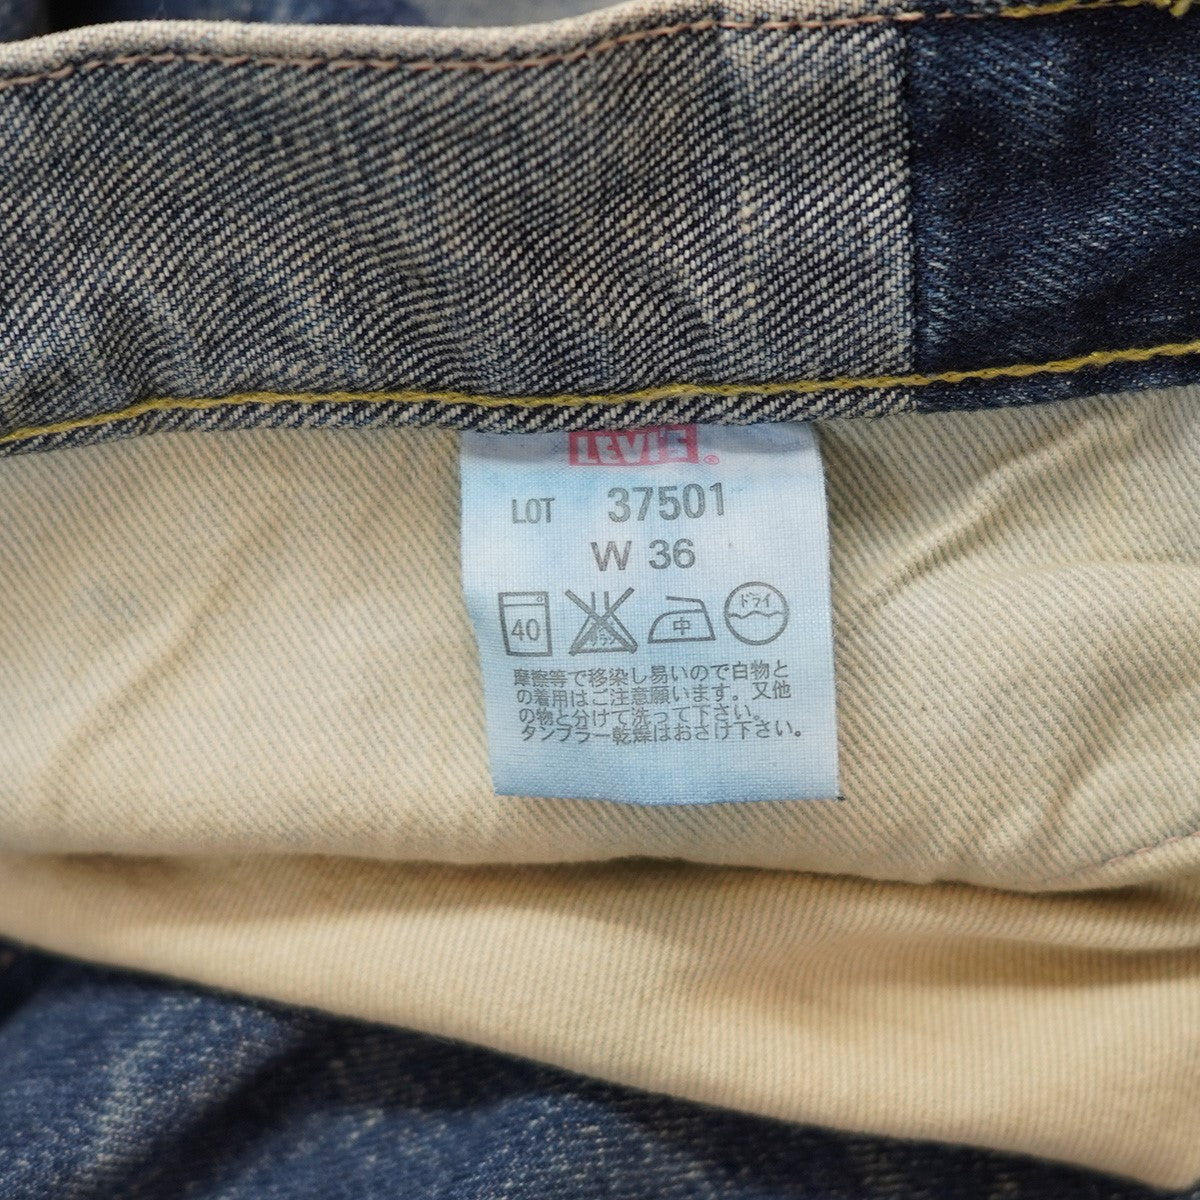 LEVI'S®
LOT 37501
W 36
40 中 ドライ
摩擦等で移染し易いので白物と
の着用はご注意願います。又他
の物と分けて洗って下さい。
タンブラー乾燥はおさけ下さい。